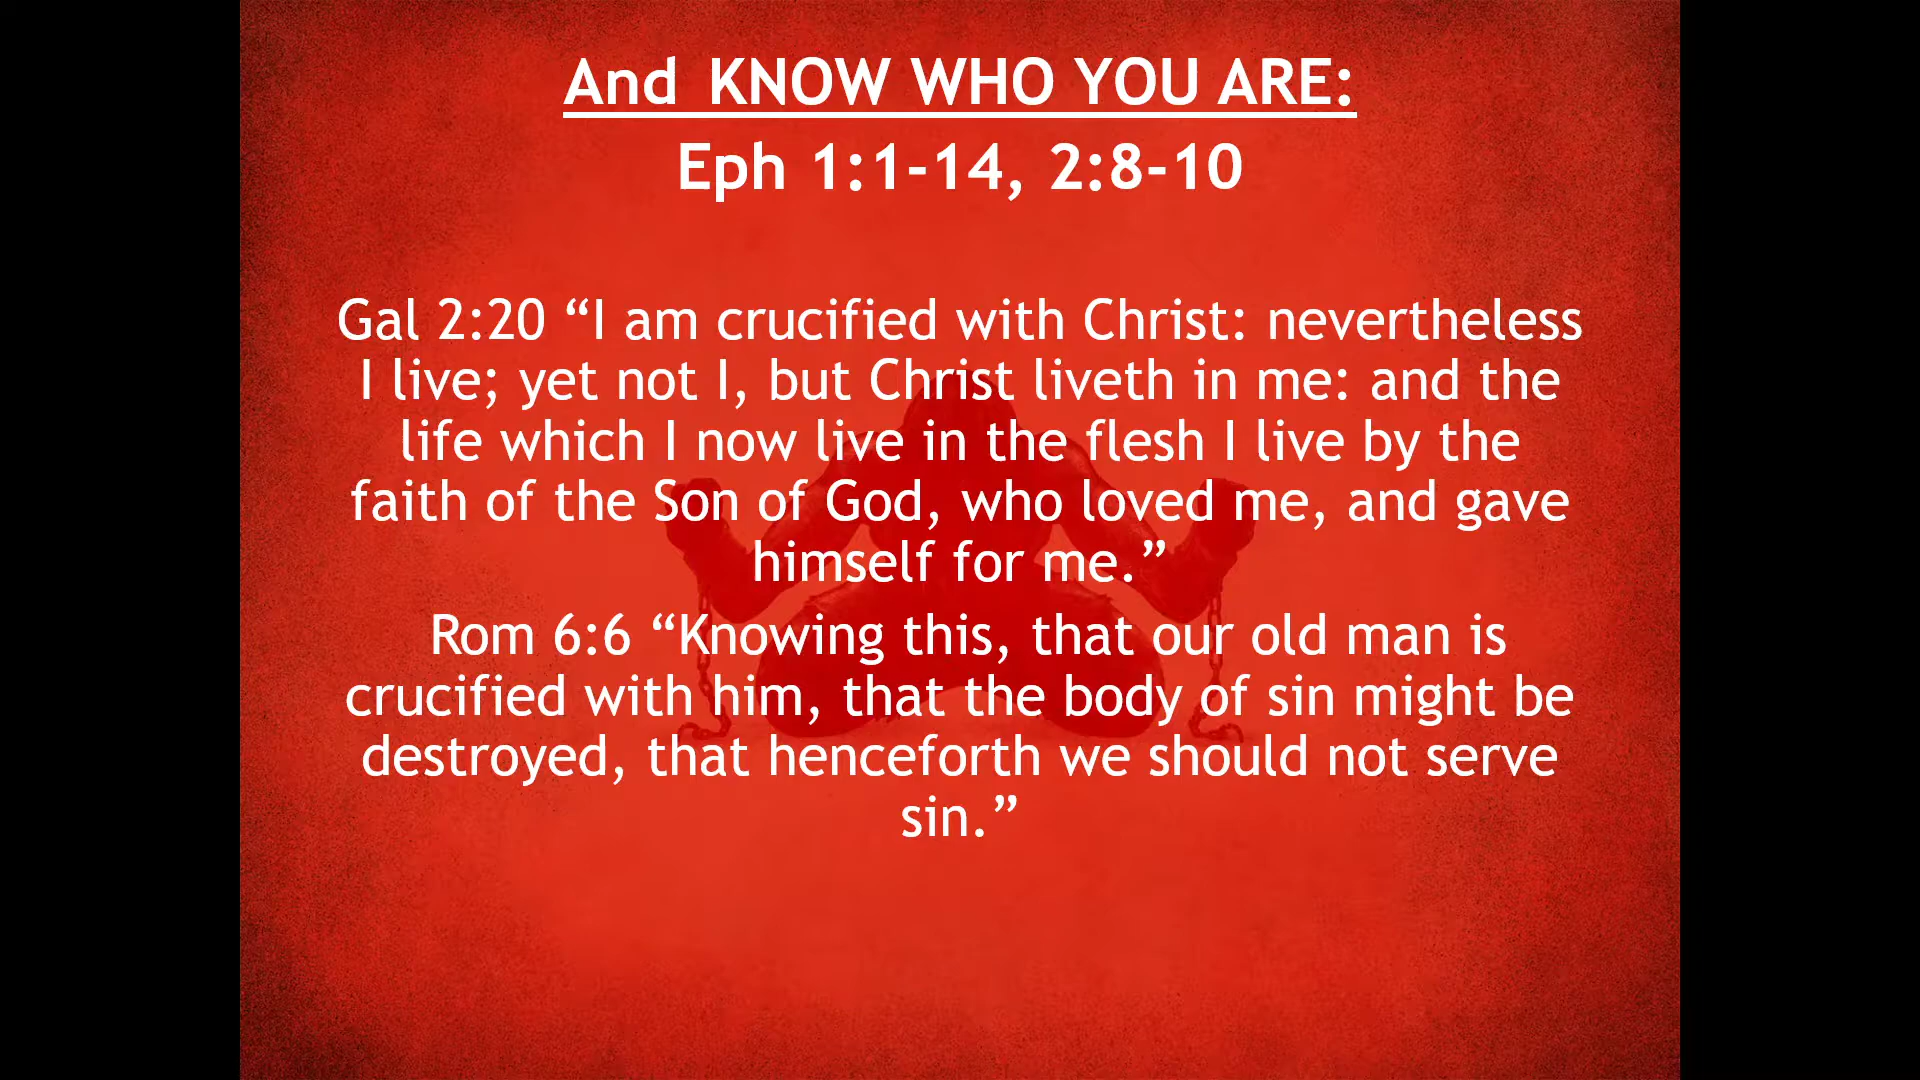 And KNOW WHO YOU ARE:
Eph 1:1-14, 2:8-10
Gal 2:20 “I am crucified with Christ: nevertheless
I live; yet not I, but Christ liveth in me: and the
life which I now live in the flesh I live by the
faith of the Son of God, who loved me, and gave
himself for me.”
Rom 6:6 “Knowing this, that our old man is
crucified with him, that the body of sin might be
destroyed, that henceforth we should not serve
sin.”